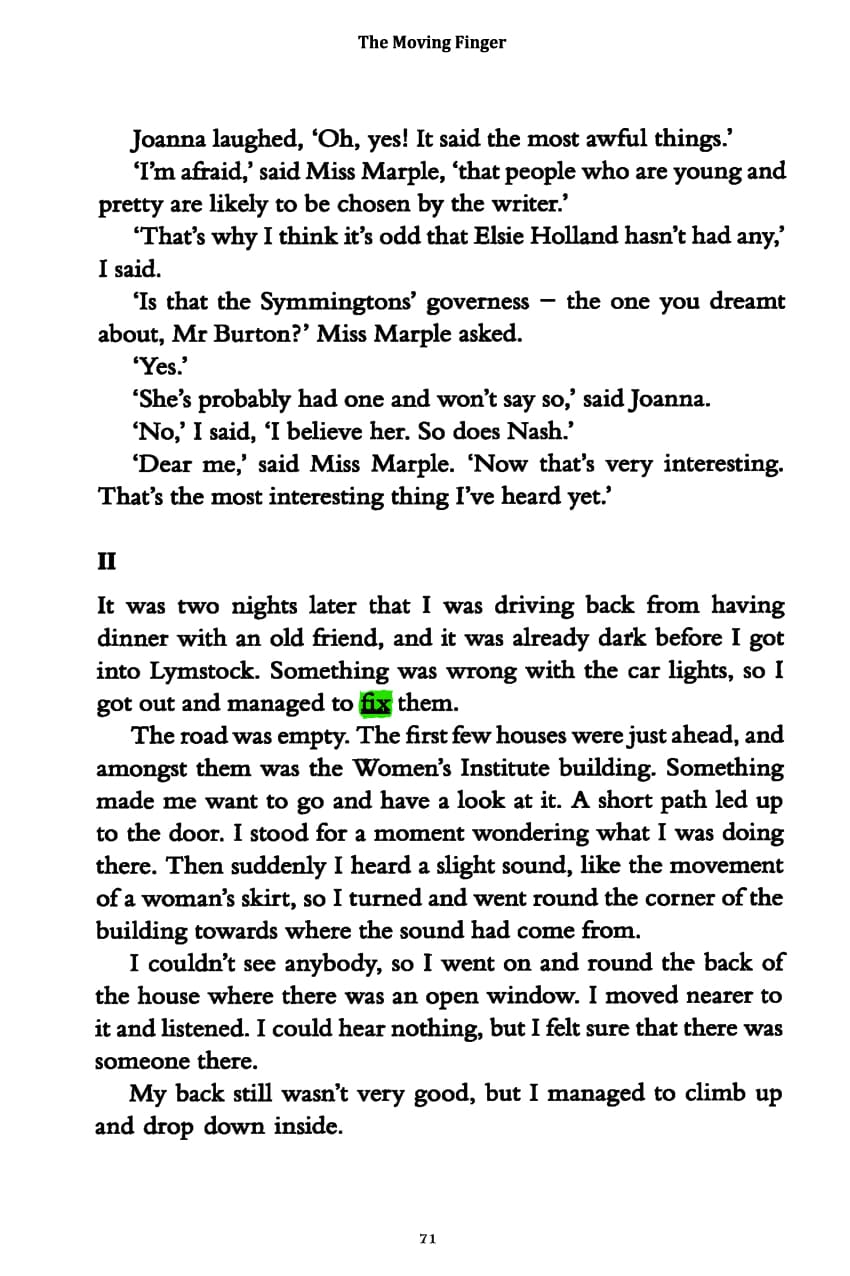 The Moving Finger
Joanna laughed, ‘Oh, yes! It said the most awful things.’
‘I’m afraid,’ said Miss Marple, ‘that people who are young and
pretty are likely to be chosen by the writer.’
‘That’s why I think it’s odd that Elsie Holland hasn’t had any,’
I said.
‘Is that the Symmingtons’ governess – the one you dreamt
about, Mr Burton?’ Miss Marple asked.
‘Yes.’
‘She’s probably had one and won’t say so,’ said Joanna.
‘No,’ I said, ‘I believe her. So does Nash.’
‘Dear me,’ said Miss Marple. ‘Now that’s very interesting.
That’s the most interesting thing I’ve heard yet.’
II
It was two nights later that I was driving back from having
dinner with an old friend, and it was already dark before I got
into Lymstock. Something was wrong with the car lights, so I
got out and managed to fix them.
The road was empty. The first few houses were just ahead, and
amongst them was the Women’s Institute building. Something
made me want to go and have a look at it. A short path led up
to the door. I stood for a moment wondering what I was doing
there. Then suddenly I heard a slight sound, like the movement
of a woman’s skirt, so I turned and went round the corner of the
building towards where the sound had come from.
I couldn’t see anybody, so I went on and round the back of
the house where there was an open window. I moved nearer to
it and listened. I could hear nothing, but I felt sure that there was
someone there.
My back still wasn’t very good, but I managed to climb up
and drop down inside.
71